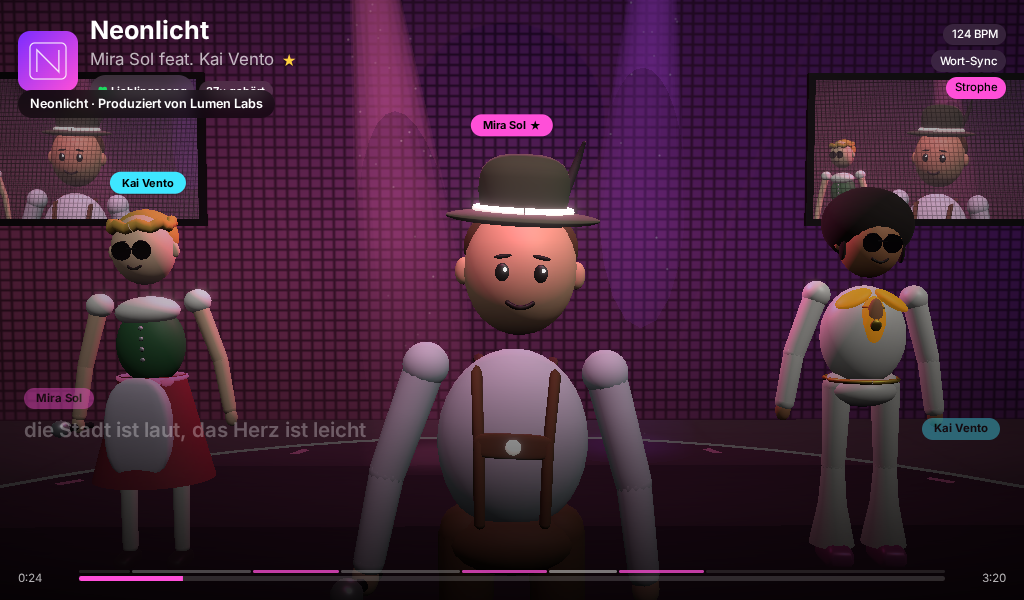 Neonlicht
Mira Sol feat. Kai Vento ★
N
Neonlicht · Produziert von Lumen Labs
124 BPM
Wort-Sync
Strophe
Mira Sol ★
Kai Vento
Mira Sol
die Stadt ist laut, das Herz ist leicht
Kai Vento
0:24
3:20